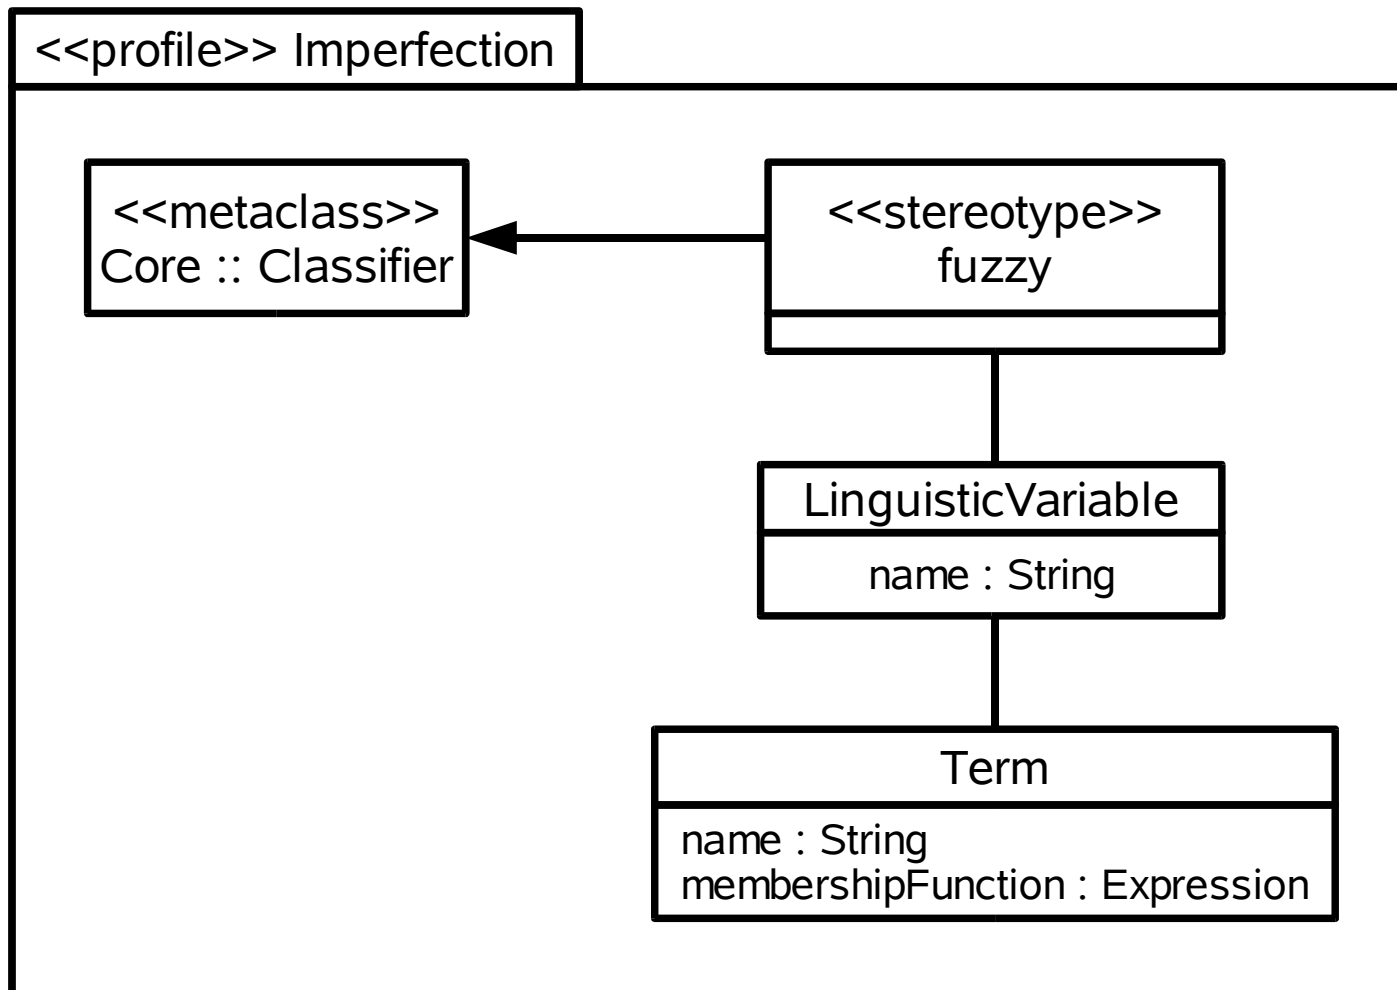 <<profile>> Imperfection
<<metaclass>>
Core :: Classifier
<<stereotype>>
fuzzy
LinguisticVariable
name : String
Term
name : String
membershipFunction : Expression